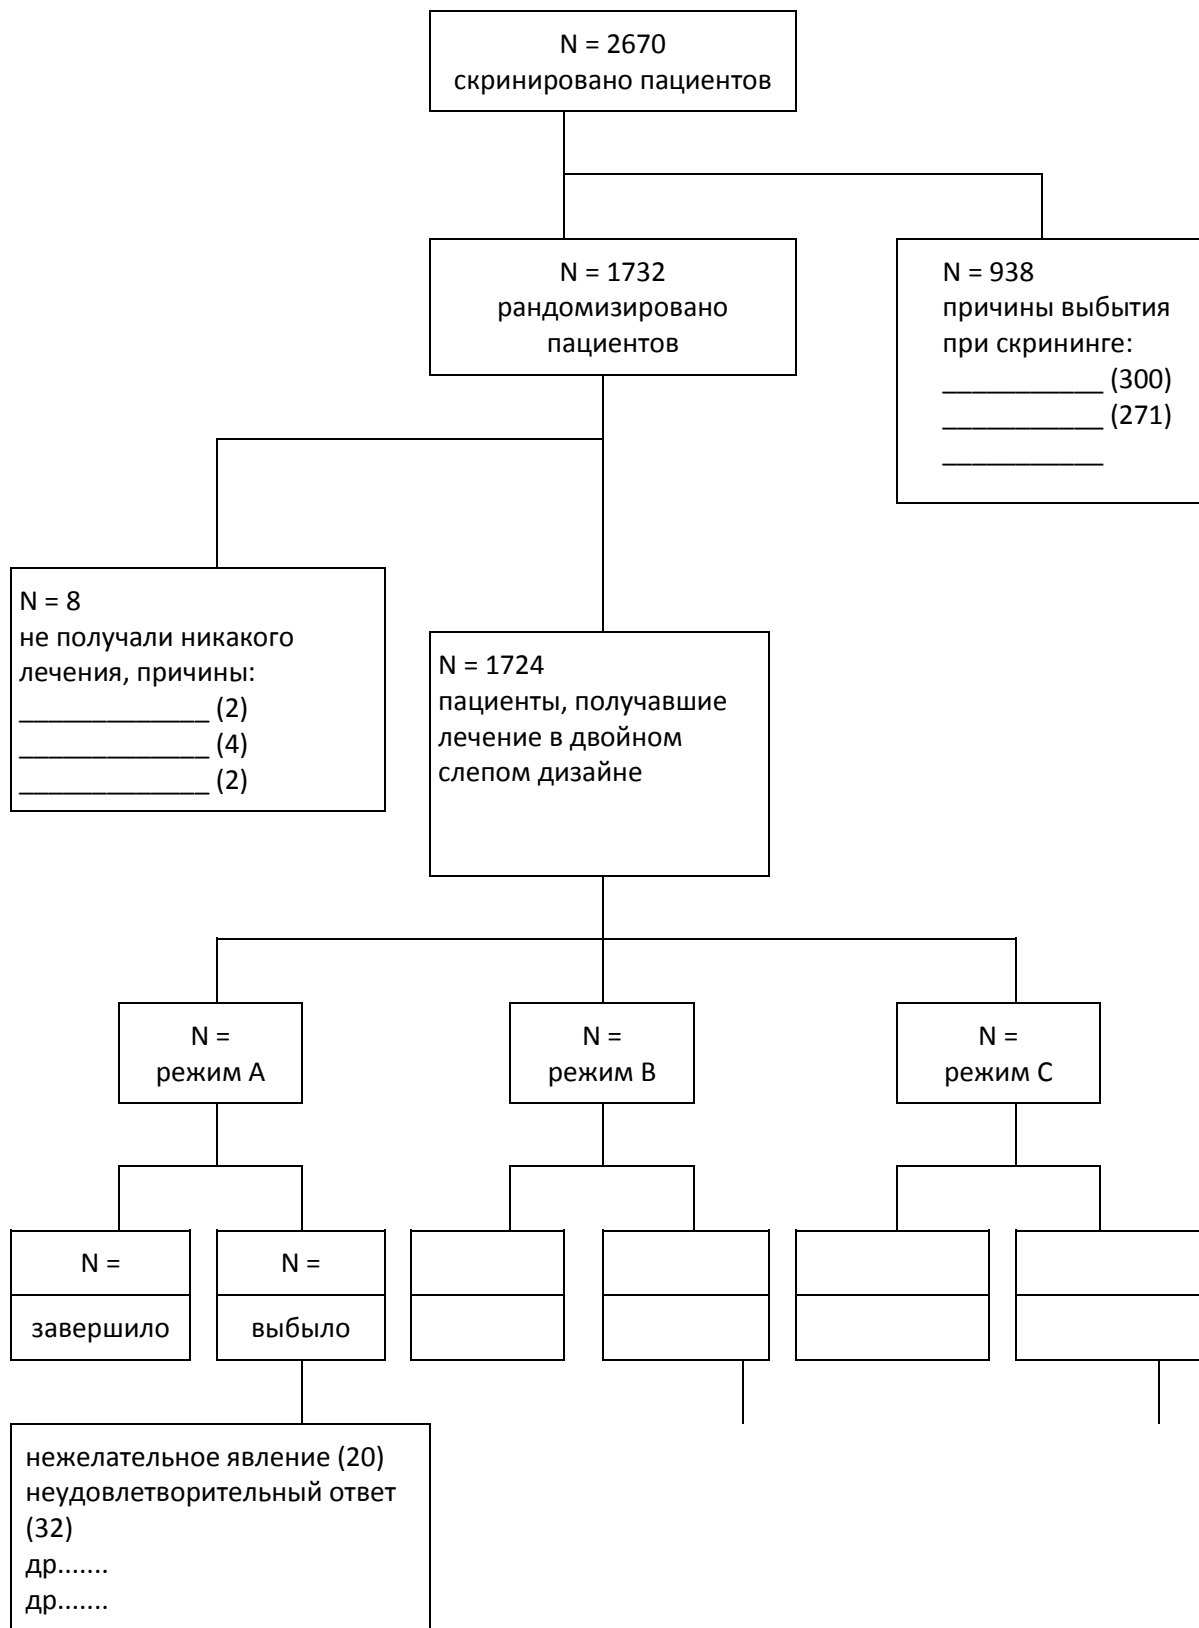 N = 2670
скринировано пациентов
N = 1732
рандомизировано
пациентов
N = 938
причины выбытия
при скрининге:
___________ (300)
___________ (271)
___________
N = 8
не получали никакого
лечения, причины:
_____________ (2)
_____________ (4)
_____________ (2)
N = 1724
пациенты, получавшие
лечение в двойном
слепом дизайне
N =
режим A
N =
режим B
N =
режим C
N =
завершило
N =
выбыло
нежелательное явление (20)
неудовлетворительный ответ
(32)
др.......
др.......